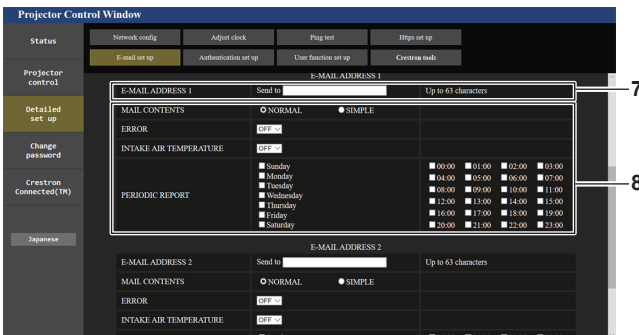 Projector Control Window
Status
Projector
control
Detailed
set up
Change
password
Crestron
Connected(TM)
Japanese
Network config Adjust clock Ping test Https set up
E-mail set up Authentication set up User function set up Crestron tools
E-MAIL ADDRESS 1
E-MAIL ADDRESS 1 Send to Up to 63 characters
MAIL CONTENTS NORMAL SIMPLE
ERROR OFF
INTAKE AIR TEMPERATURE OFF
PERIODIC REPORT
Sunday
Monday
Tuesday
Wednesday
Thursday
Friday
Saturday
00:00 01:00 02:00 03:00
04:00 05:00 06:00 07:00
08:00 09:00 10:00 11:00
12:00 13:00 14:00 15:00
16:00 17:00 18:00 19:00
20:00 21:00 22:00 23:00
E-MAIL ADDRESS 2
E-MAIL ADDRESS 2 Send to Up to 63 characters
MAIL CONTENTS NORMAL SIMPLE
ERROR OFF
INTAKE AIR TEMPERATURE OFF
7
8